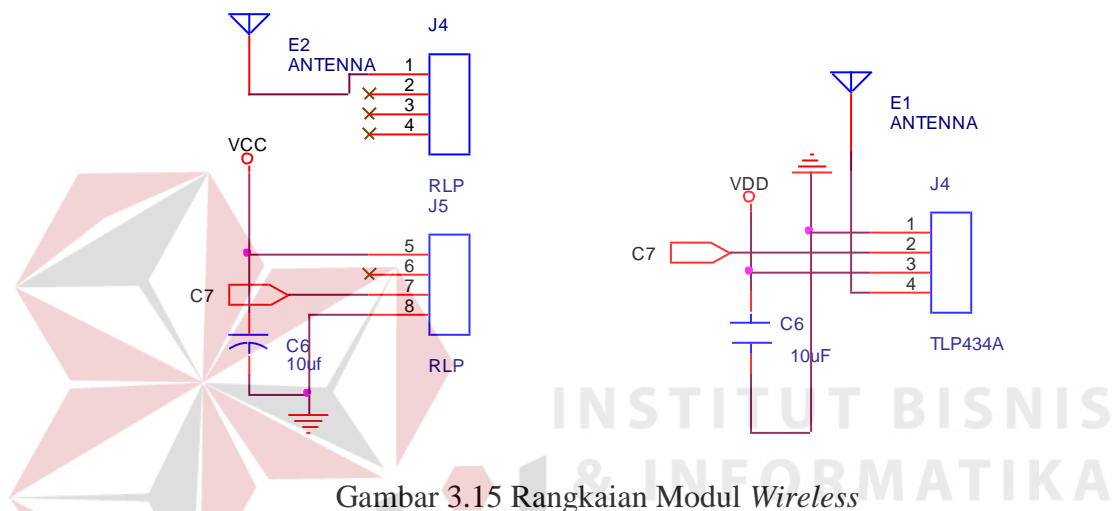 J4
E2
ANTENNA
1
2
3
4
VCC
RLP
J5
5
6
7
8
C7
C6
10uf
RLP
E1
ANTENNA
VDD
J4
1
2
3
4
C7
C6
10uF
TLP434A
INSTITUT BISNIS
& INFORMATIKA
Gambar 3.15 Rangkaian Modul Wireless